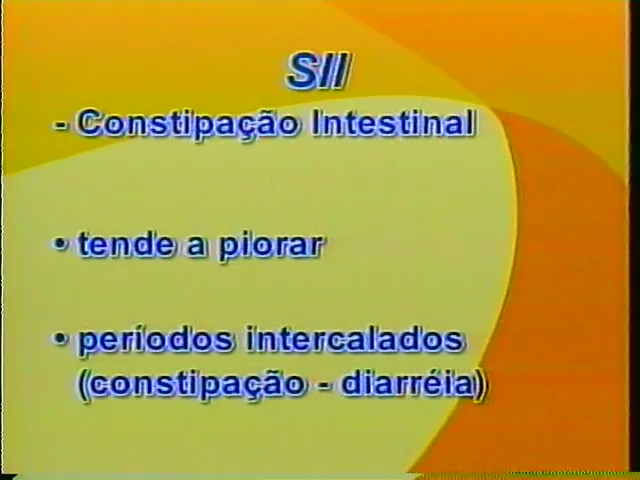 SII
- Constipação Intestinal
• tende a piorar
• períodos intercalados
(constipação - diarréia)